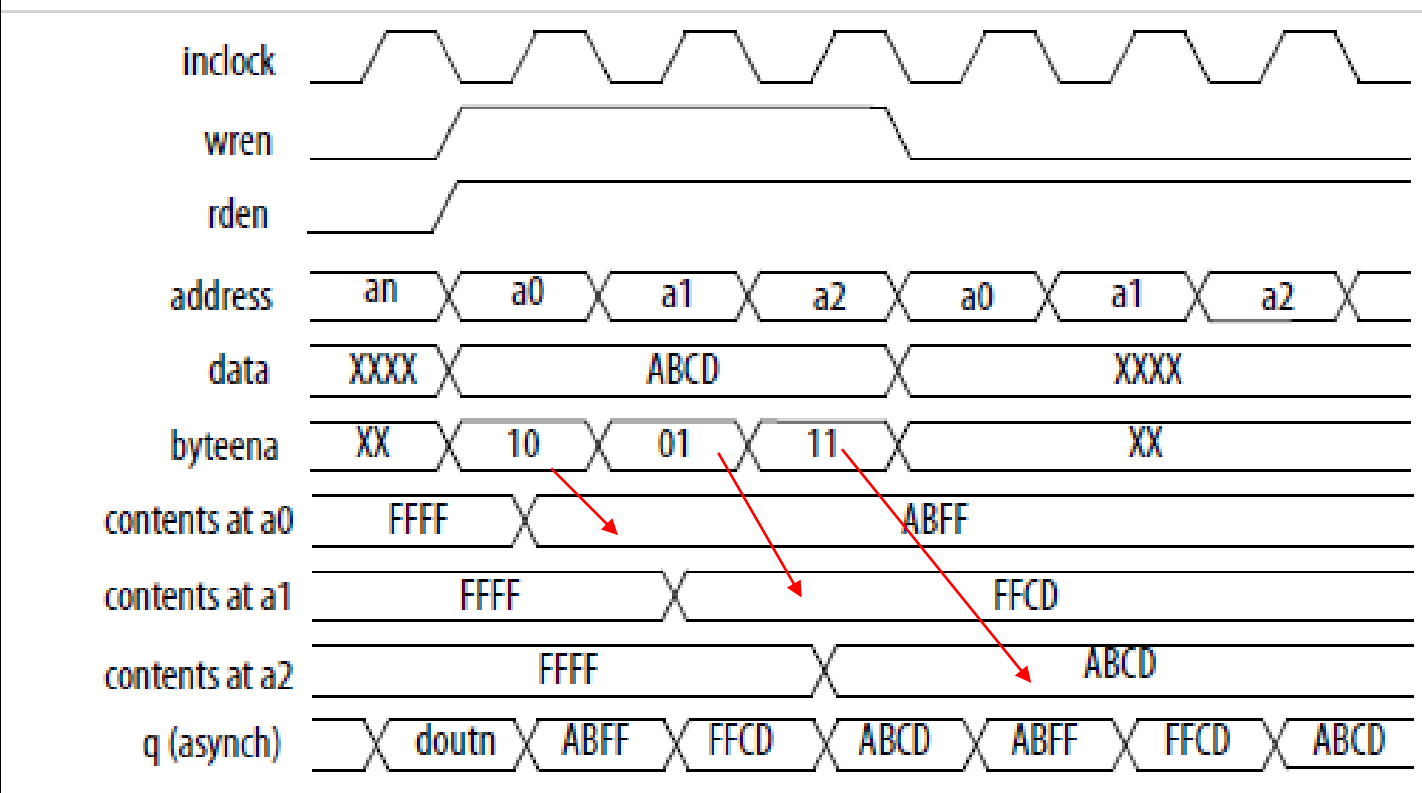 inclock
wren
rden
address an a0 a1 a2 a0 a1 a2
data XXXX ABCD XXXX
byteena XX 10 01 11 XX
contents at a0 FFFF ABFF
contents at a1 FFFF FFCD
contents at a2 FFFF ABCD
q (asynch) doutn ABFF FFCD ABCD ABFF FFCD ABCD